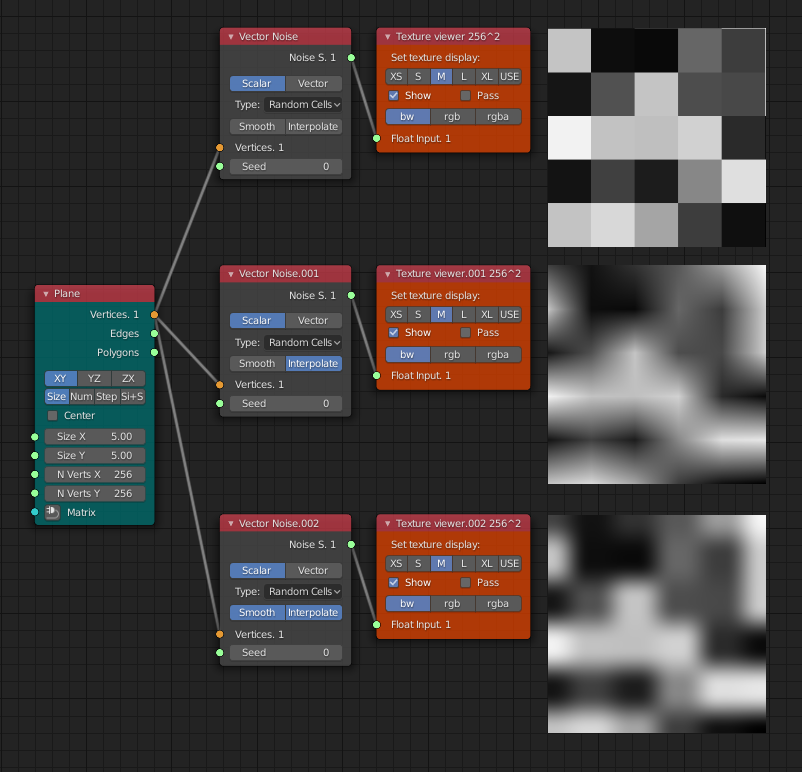 Vector Noise
Noise S. 1
Scalar Vector
Type: Random Cells
Smooth Interpolate
Vertices. 1
Seed 0
Texture viewer 256^2
Set texture display:
XS S M L XL USE
Show Pass
bw rgb rgba
Float Input. 1
Plane
Vertices. 1
Edges
Polygons
XY YZ ZX
Size Num Step Si+S
Center
Size X 5.00
Size Y 5.00
N Verts X 256
N Verts Y 256
Matrix
Vector Noise.001
Noise S. 1
Scalar Vector
Type: Random Cells
Smooth Interpolate
Vertices. 1
Seed 0
Texture viewer.001 256^2
Set texture display:
XS S M L XL USE
Show Pass
bw rgb rgba
Float Input. 1
Vector Noise.002
Noise S. 1
Scalar Vector
Type: Random Cells
Smooth Interpolate
Vertices. 1
Seed 0
Texture viewer.002 256^2
Set texture display:
XS S M L XL USE
Show Pass
bw rgb rgba
Float Input. 1